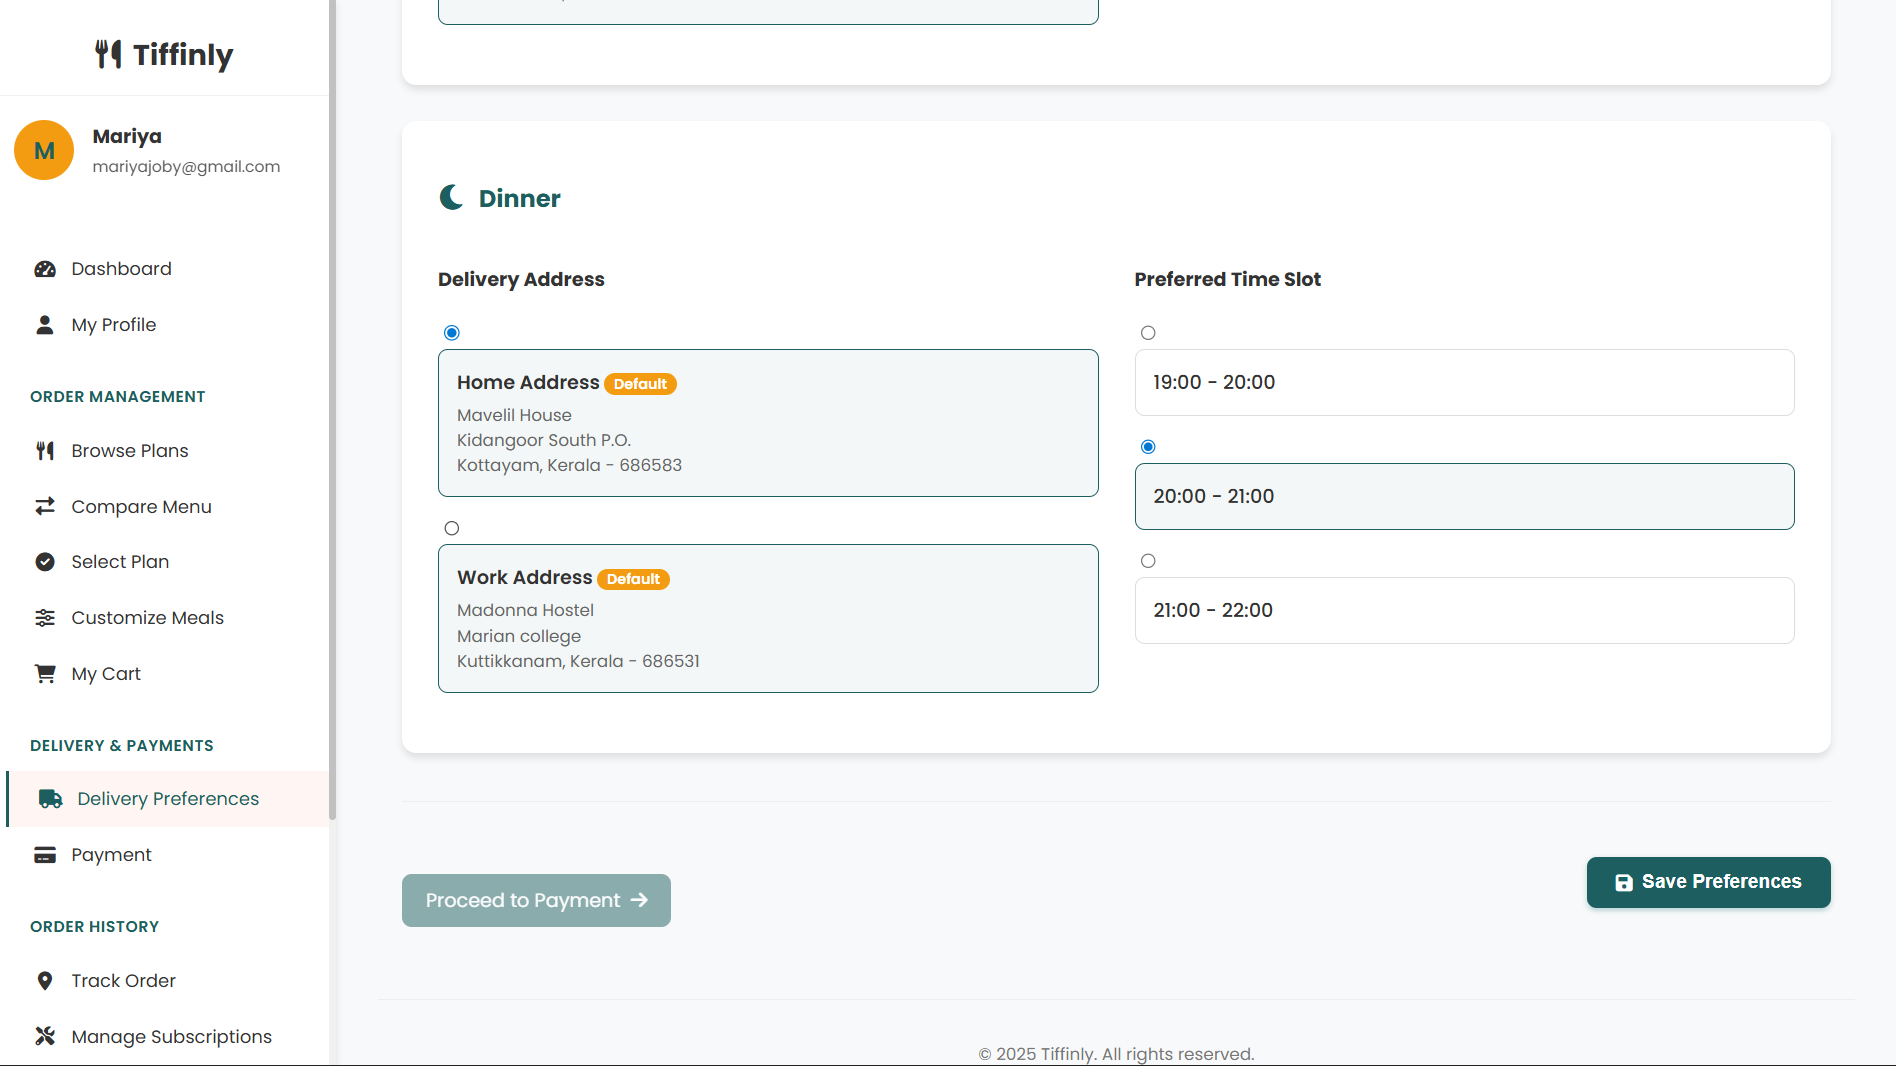 Tiffinly
M
Mariya
mariyajoby@gmail.com
Dashboard
My Profile
ORDER MANAGEMENT
Browse Plans
Compare Menu
Select Plan
Customize Meals
My Cart
DELIVERY & PAYMENTS
Delivery Preferences
Payment
ORDER HISTORY
Track Order
Manage Subscriptions
Dinner
Delivery Address
Home Address Default
Mavelil House
Kidangoor South P.O.
Kottayam, Kerala - 686583
Work Address Default
Madonna Hostel
Marian college
Kuttikkanam, Kerala - 686531
Preferred Time Slot
19:00 - 20:00
20:00 - 21:00
21:00 - 22:00
Proceed to Payment
Save Preferences
© 2025 Tiffinly. All rights reserved.